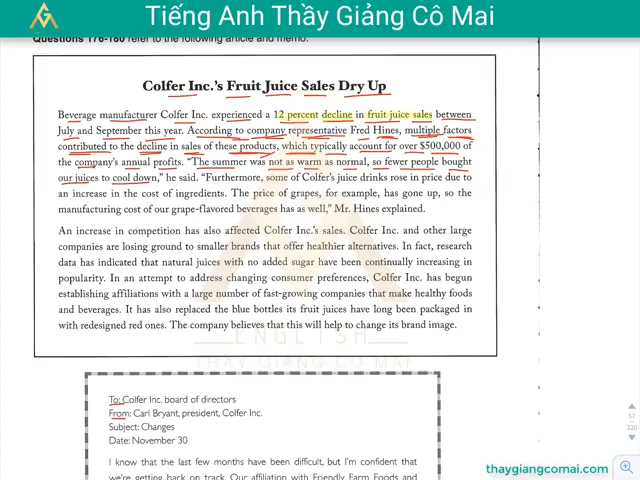 Tiếng Anh Thầy Giảng Cô Mai
Questions 176-180 refer to the following article and memo.
Colfer Inc.'s Fruit Juice Sales Dry Up
Beverage manufacturer Colfer Inc. experienced a 12 percent decline in fruit juice sales between
July and September this year. According to company representative Fred Hines, multiple factors
contributed to the decline in sales of these products, which typically account for over $500,000 of
the company's annual profits. “The summer was not as warm as normal, so fewer people bought
our juices to cool down,” he said. “Furthermore, some of Colfer's juice drinks rose in price due to
an increase in the cost of ingredients. The price of grapes, for example, has gone up, so the
manufacturing cost of our grape-flavored beverages has as well,” Mr. Hines explained.
An increase in competition has also affected Colfer Inc.'s sales. Colfer Inc. and other large
companies are losing ground to smaller brands that offer healthier alternatives. In fact, research
data has indicated that natural juices with no added sugar have been continually increasing in
popularity. In an attempt to address changing consumer preferences, Colfer Inc. has begun
establishing affiliations with a large number of fast-growing companies that make healthy foods
and beverages. It has also replaced the blue bottles its fruit juices have long been packaged in
with redesigned red ones. The company believes that this will help to change its brand image.
ENGLISH
THẦY GIẢNG CÔ MAI
To: Colfer Inc. board of directors
From: Carl Bryant, president, Colfer Inc.
Subject: Changes
Date: November 30
I know that the last few months have been difficult, but I'm confident that
we're getting back on track. Our affiliation with Friendly Farm Foods and
57
220
thaygiangcomai.com